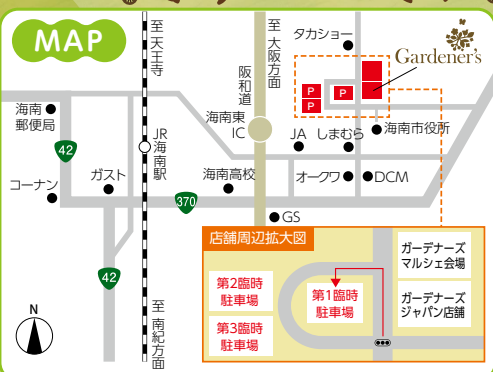 MAP
至 天王寺
至 大阪方面
阪和道
タカショー
Gardener's
P
P
P
海南
郵便局
42
JR
海南駅
海南東
IC
JA
しまむら
海南市役所
コーナン
ガスト
海南高校
オークワ
DCM
370
GS
42
至 南紀方面
N
店舗周辺拡大図
第2臨時
駐車場
第3臨時
駐車場
第1臨時
駐車場
ガーデナーズ
マルシェ会場
ガーデナーズ
ジャパン店舗